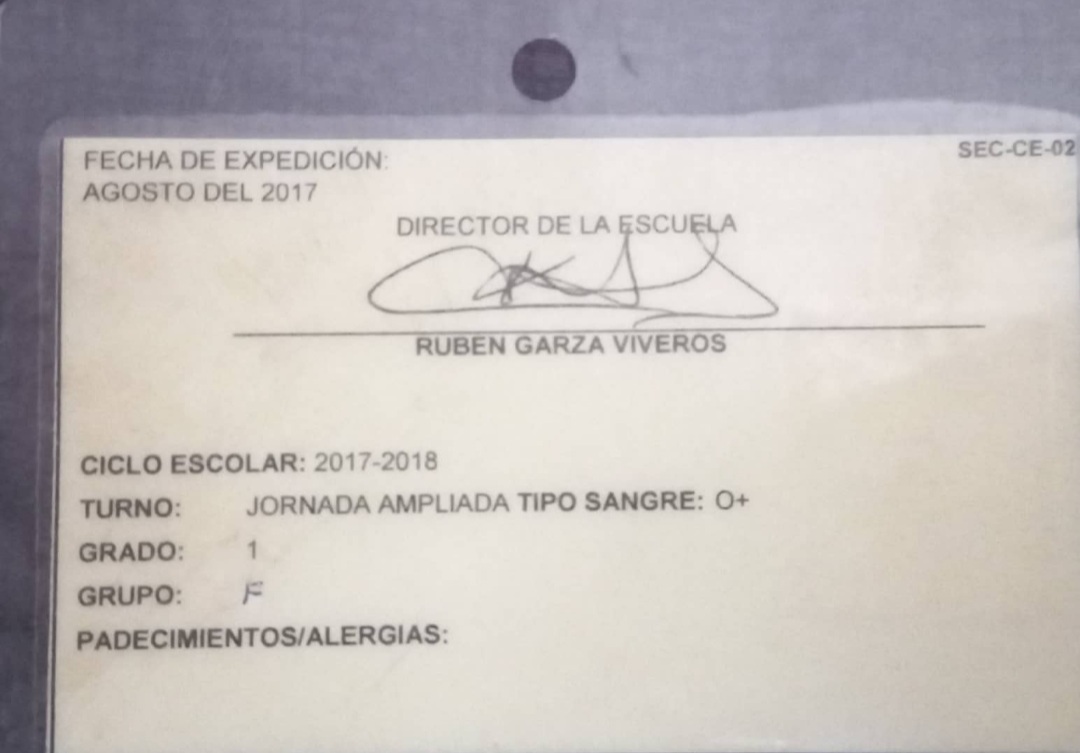 SEC-CE-02
FECHA DE EXPEDICIÓN:
AGOSTO DEL 2017
DIRECTOR DE LA ESCUELA
RUBEN GARZA VIVEROS
CICLO ESCOLAR: 2017-2018
TURNO: JORNADA AMPLIADA TIPO SANGRE: O+
GRADO: 1
GRUPO: F
PADECIMIENTOS/ALERGIAS: